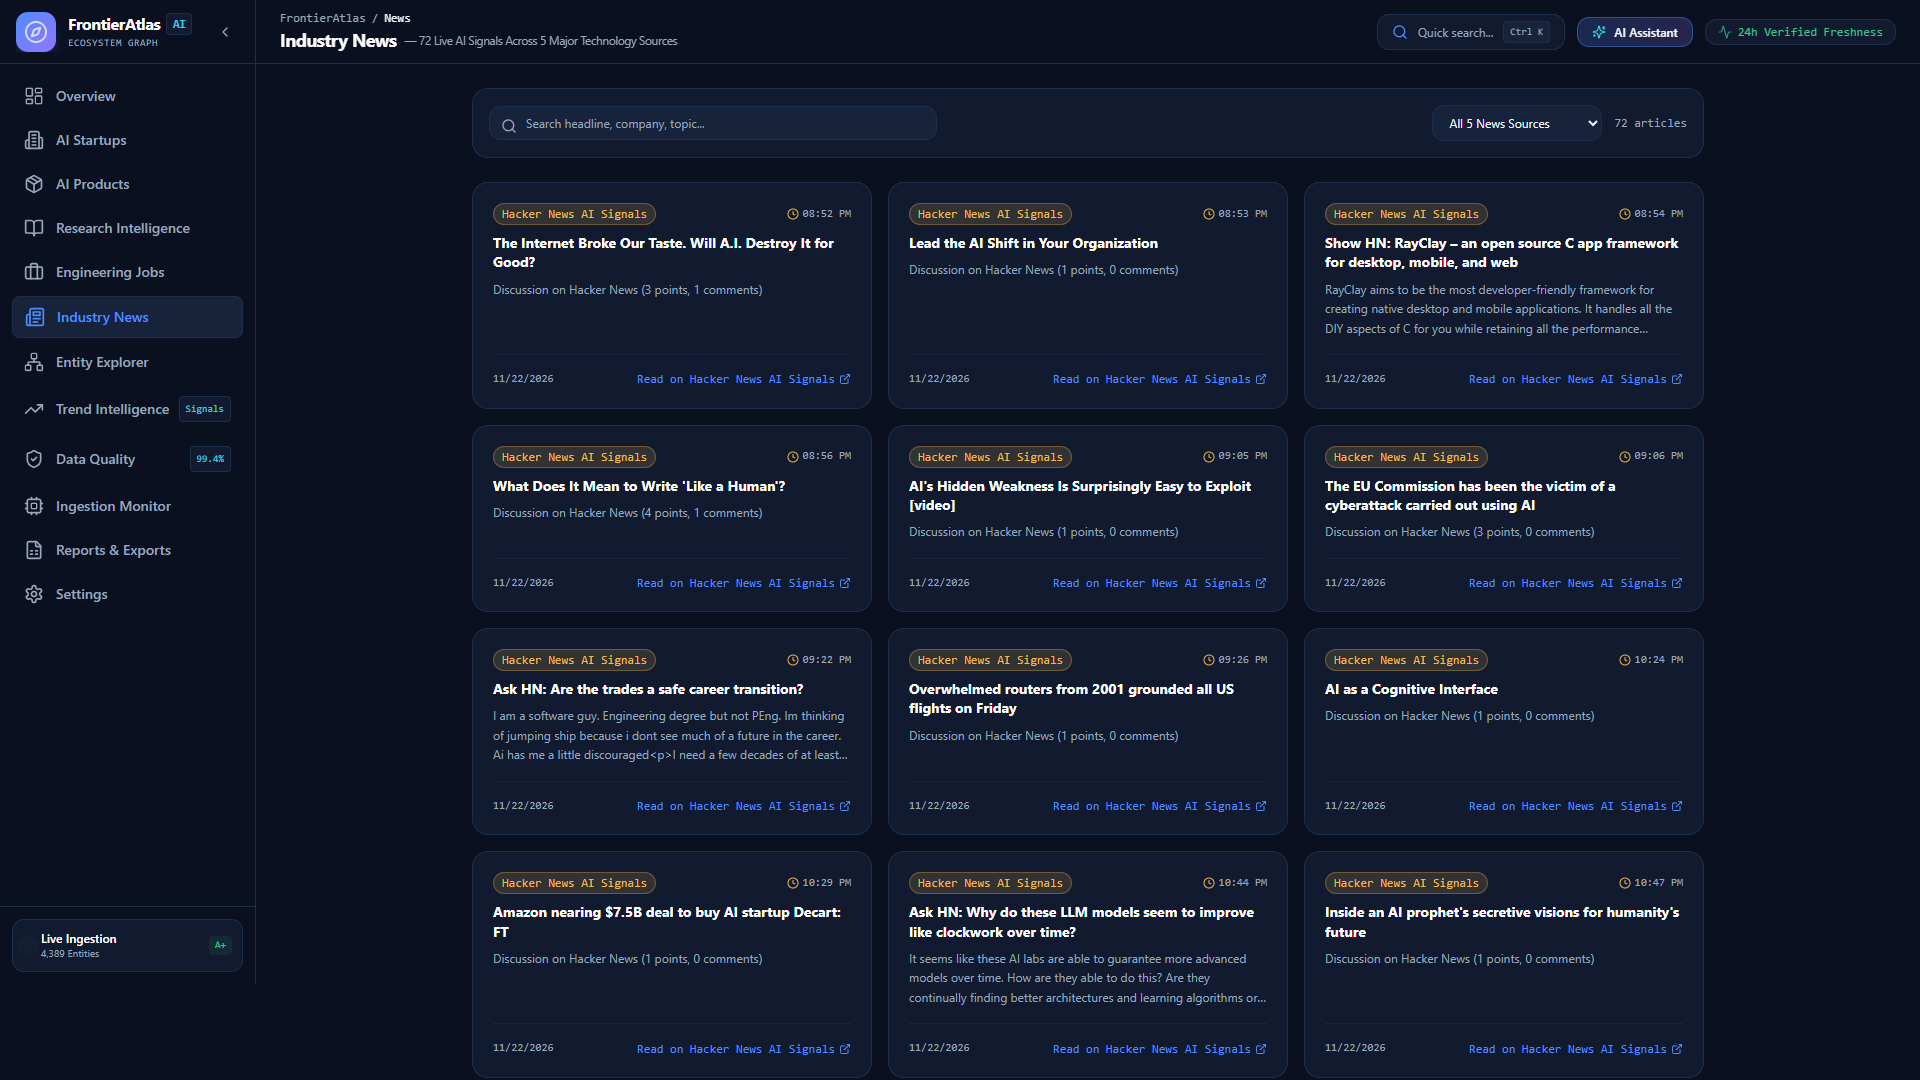 FrontierAtlas AI
ECOSYSTEM GRAPH
Overview
AI Startups
AI Products
Research Intelligence
Engineering Jobs
Industry News
Entity Explorer
Trend Intelligence Signals
Data Quality 99.4%
Ingestion Monitor
Reports & Exports
Settings
Live Ingestion
4,389 Entities
A+
FrontierAtlas / News
Industry News — 72 Live AI Signals Across 5 Major Technology Sources
Quick search... Ctrl K
AI Assistant
24h Verified Freshness
Search headline, company, topic...
All 5 News Sources
72 articles
Hacker News AI Signals 08:52 PM
The Internet Broke Our Taste. Will A.I. Destroy It for
Good?
Discussion on Hacker News (3 points, 1 comments)
11/22/2026 Read on Hacker News AI Signals
Hacker News AI Signals 08:53 PM
Lead the AI Shift in Your Organization
Discussion on Hacker News (1 points, 0 comments)
11/22/2026 Read on Hacker News AI Signals
Hacker News AI Signals 08:54 PM
Show HN: RayClay – an open source C app framework
for desktop, mobile, and web
RayClay aims to be the most developer-friendly framework for
creating native desktop and mobile applications. It handles all the
DIY aspects of C for you while retaining all the performance...
11/22/2026 Read on Hacker News AI Signals
Hacker News AI Signals 08:56 PM
What Does It Mean to Write 'Like a Human'?
Discussion on Hacker News (4 points, 1 comments)
11/22/2026 Read on Hacker News AI Signals
Hacker News AI Signals 09:05 PM
AI's Hidden Weakness Is Surprisingly Easy to Exploit
[video]
Discussion on Hacker News (1 points, 0 comments)
11/22/2026 Read on Hacker News AI Signals
Hacker News AI Signals 09:06 PM
The EU Commission has been the victim of a
cyberattack carried out using AI
Discussion on Hacker News (3 points, 0 comments)
11/22/2026 Read on Hacker News AI Signals
Hacker News AI Signals 09:22 PM
Ask HN: Are the trades a safe career transition?
I am a software guy. Engineering degree but not PEng. Im thinking
of jumping ship because i dont see much of a future in the career.
Ai has me a little discouraged<p>I need a few decades of at least...
11/22/2026 Read on Hacker News AI Signals
Hacker News AI Signals 09:26 PM
Overwhelmed routers from 2001 grounded all US
flights on Friday
Discussion on Hacker News (1 points, 0 comments)
11/22/2026 Read on Hacker News AI Signals
Hacker News AI Signals 10:24 PM
AI as a Cognitive Interface
Discussion on Hacker News (1 points, 0 comments)
11/22/2026 Read on Hacker News AI Signals
Hacker News AI Signals 10:29 PM
Amazon nearing $7.5B deal to buy AI startup Decart:
FT
Discussion on Hacker News (1 points, 0 comments)
11/22/2026 Read on Hacker News AI Signals
Hacker News AI Signals 10:44 PM
Ask HN: Why do these LLM models seem to improve
like clockwork over time?
It seems like these AI labs are able to guarantee more advanced
models over time. How are they able to do this? Are they
continually finding better architectures and learning algorithms or...
11/22/2026 Read on Hacker News AI Signals
Hacker News AI Signals 10:47 PM
Inside an AI prophet's secretive visions for humanity's
future
Discussion on Hacker News (1 points, 0 comments)
11/22/2026 Read on Hacker News AI Signals